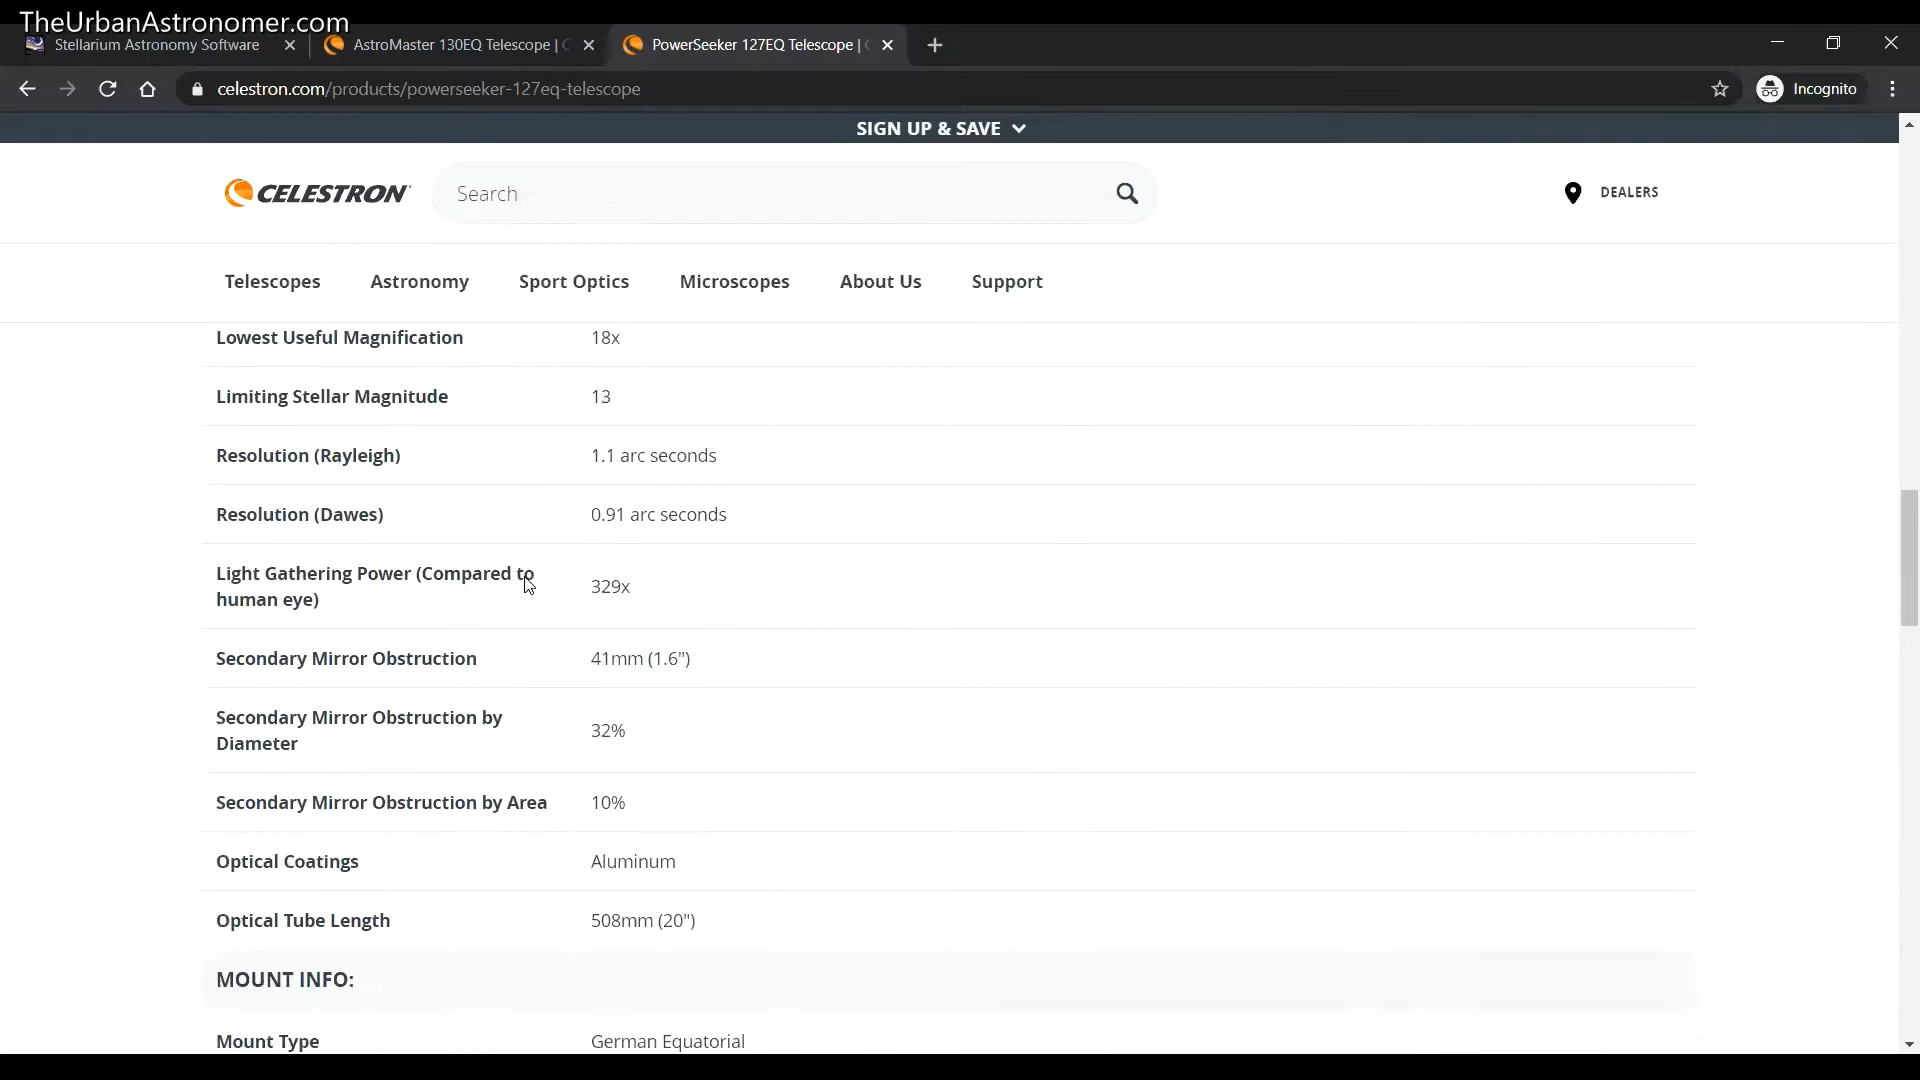 TheUrbanAstronomer.com
Stellarium Astronomy Software
AstroMaster 130EQ Telescope |
PowerSeeker 127EQ Telescope |
celestron.com/products/powerseeker-127eq-telescope
Incognito
SIGN UP & SAVE
CELESTRON
Search
DEALERS
Telescopes Astronomy Sport Optics Microscopes About Us Support
Lowest Useful Magnification 18x
Limiting Stellar Magnitude 13
Resolution (Rayleigh) 1.1 arc seconds
Resolution (Dawes) 0.91 arc seconds
Light Gathering Power (Compared to
human eye) 329x
Secondary Mirror Obstruction 41mm (1.6")
Secondary Mirror Obstruction by
Diameter 32%
Secondary Mirror Obstruction by Area 10%
Optical Coatings Aluminum
Optical Tube Length 508mm (20")
MOUNT INFO:
Mount Type German Equatorial